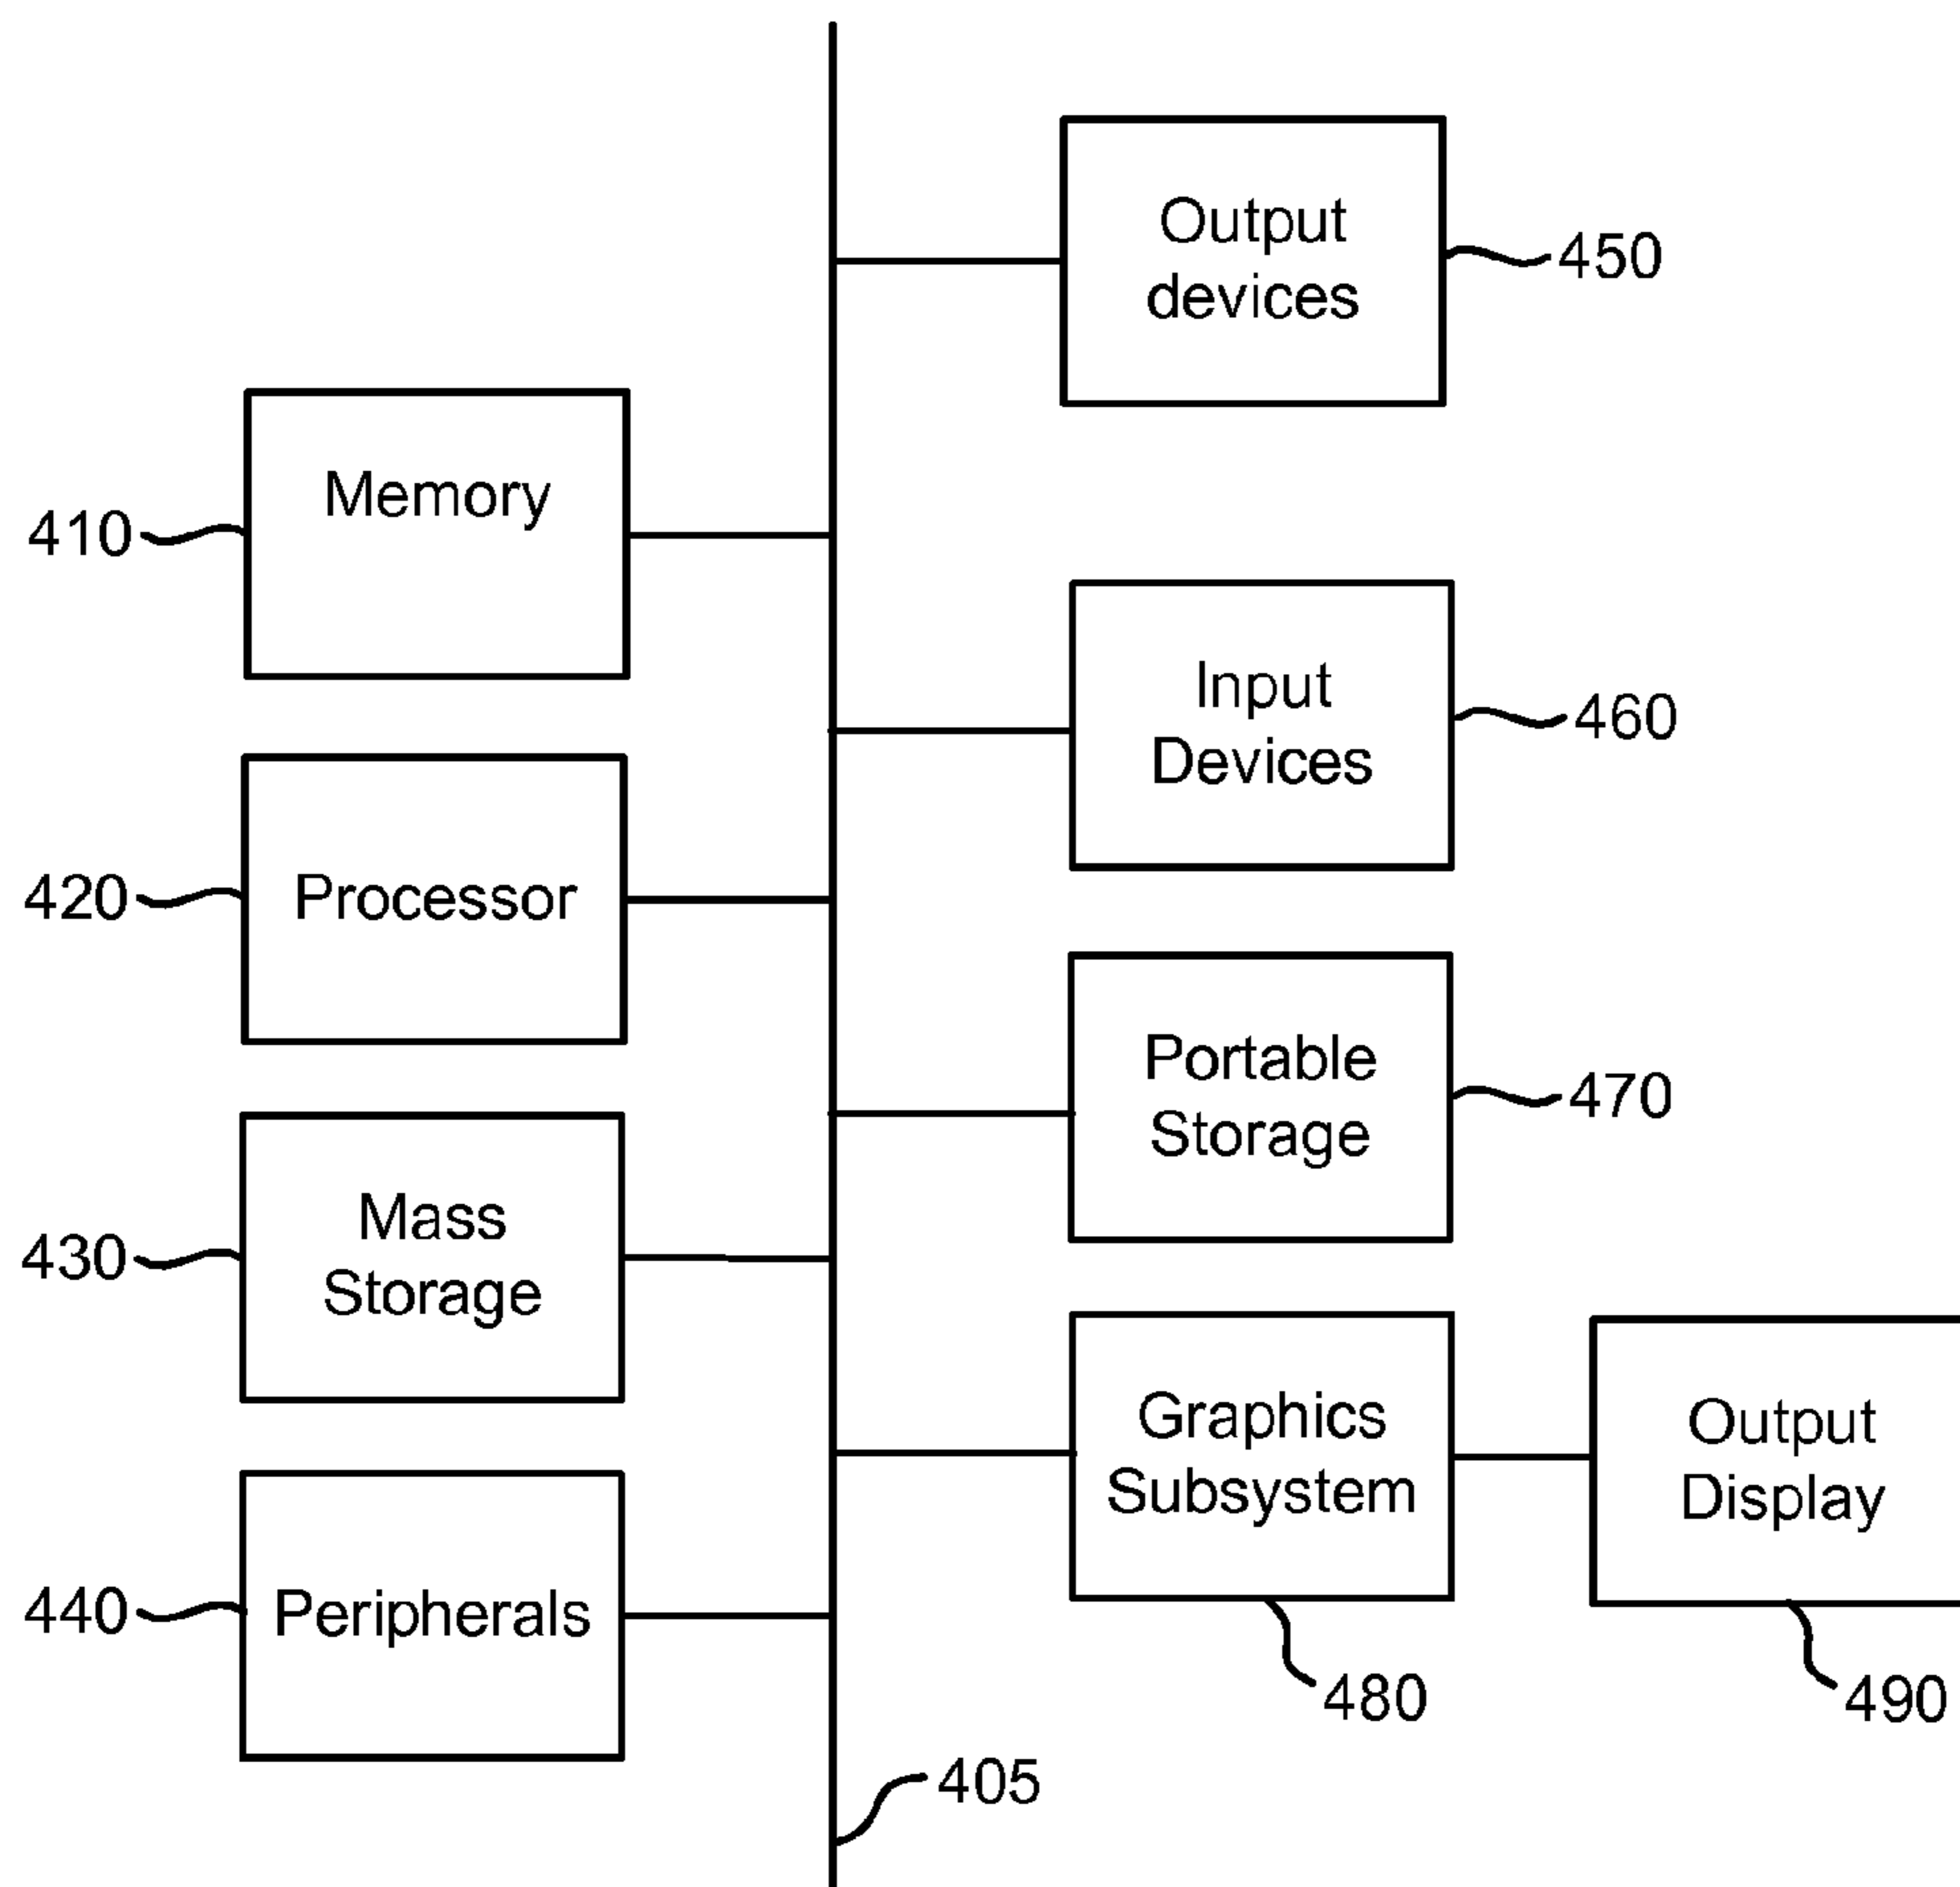 Output
devices
450
Memory
410
Input
Devices
460
Processor
420
Portable
Storage
470
Mass
Storage
430
Graphics
Subsystem
Output
Display
Peripherals
440
480
490
405